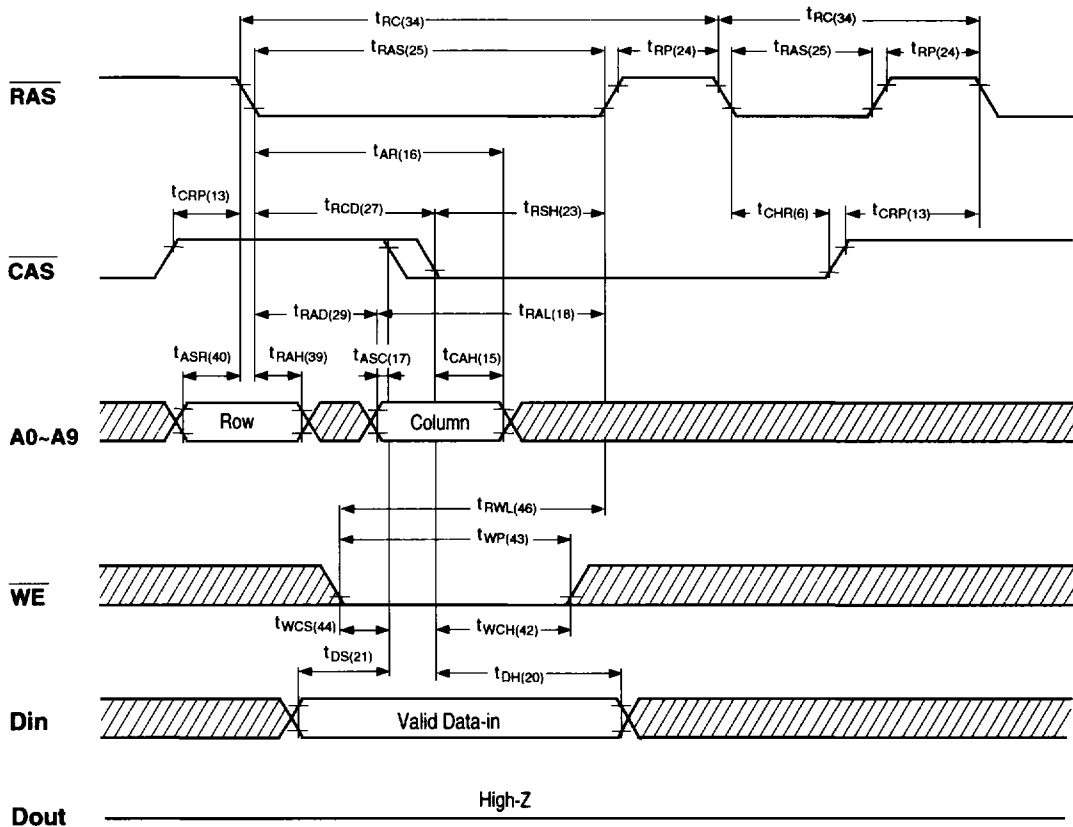 tRC(34) tRC(34)
tRAS(25) tRP(24) tRAS(25) tRP(24)
RAS
tAR(16)
tCRP(13) tRCD(27) tRSH(23) tCHR(6) tCRP(13)
CAS
tRAD(29) tRAL(18)
tASR(40) tRAH(39) tASC(17) tCAH(15)
A0~A9 Row Column
tRWL(46)
tWP(43)
WE
tWCS(44) tWCH(42)
tDS(21) tDH(20)
Din Valid Data-in
High-Z
Dout